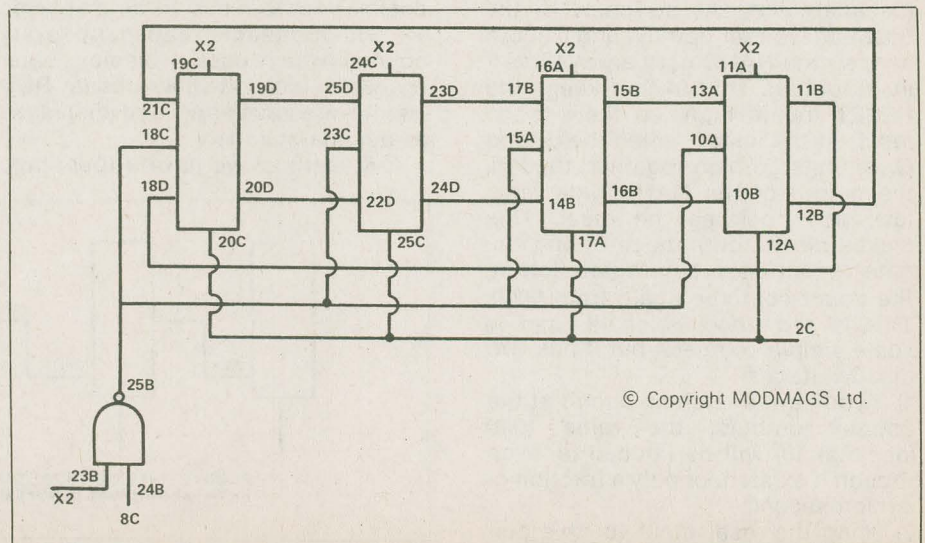 X2 X2 X2 X2
19C 24C 16A 11A
19D 25D 23D 17B 15B 13A 11B
21C
18C 23C 15A 10A
18D 20D 22D 24D 14B 16B 10B 12B
20C 25C 17A 12A
2C
25B
© Copyright MODMAGS Ltd.
23B
X2 24B
8C